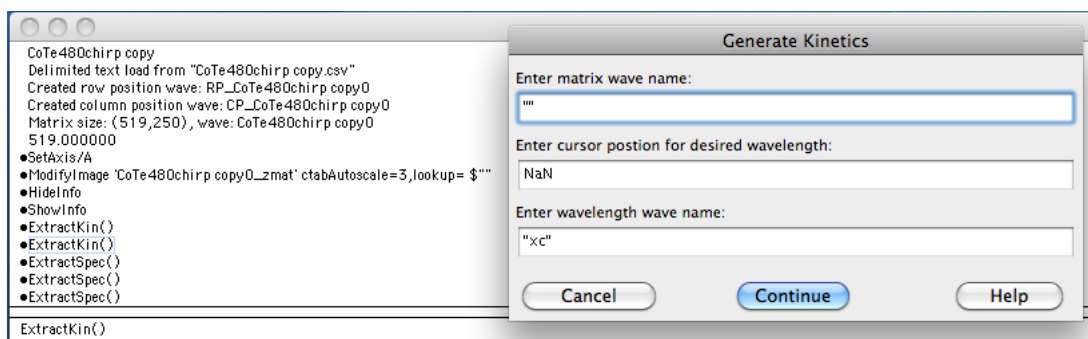 CoTe480chirp copy
Delimited text load from "CoTe480chirp copy.csv"
Created row position wave: RP_CoTe480chirp copy0
Created column position wave: CP_CoTe480chirp copy0
Matrix size: (519,250), wave: CoTe480chirp copy0
519.000000
•SetAxis/A
•ModifyImage 'CoTe480chirp copy0_zmat' ctabAutoscale=3,lookup= $""
•HideInfo
•ShowInfo
•ExtractKin()
•ExtractKin()
•ExtractSpec()
•ExtractSpec()
•ExtractSpec()
ExtractKin()
Generate Kinetics
Enter matrix wave name:
""
Enter cursor postion for desired wavelength:
NaN
Enter wavelength wave name:
"xc"
Cancel
Continue
Help